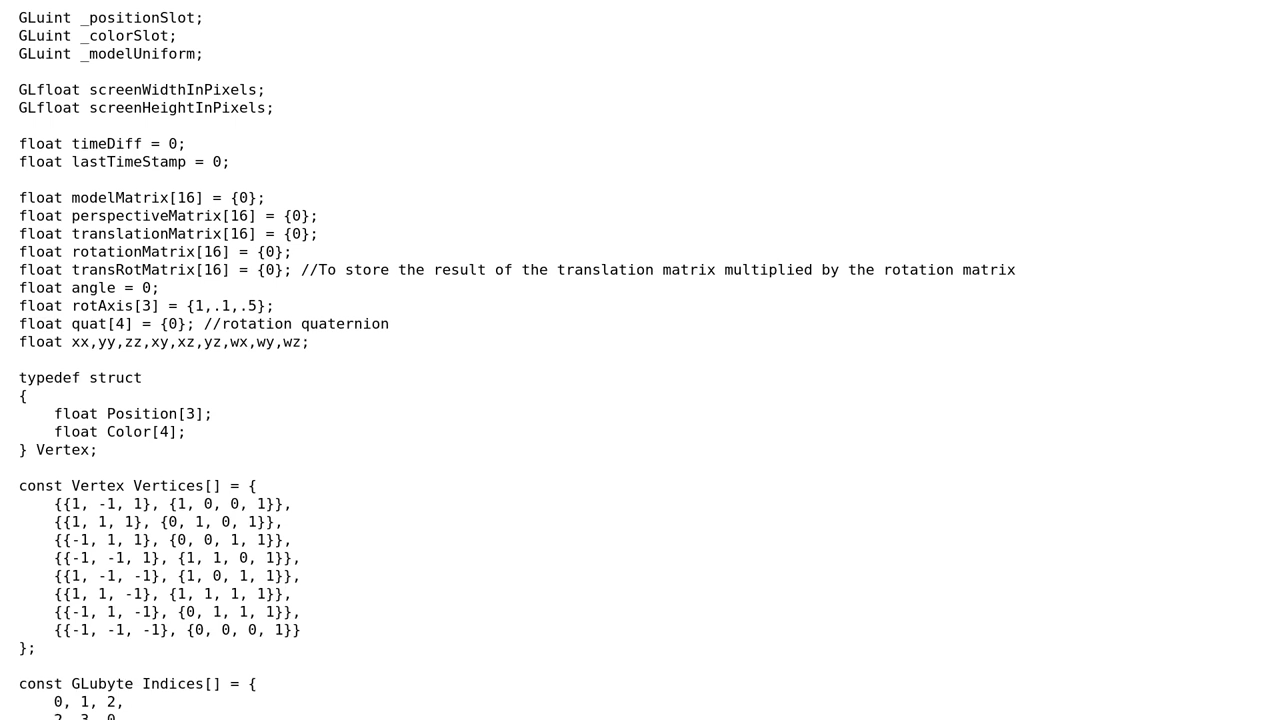 GLuint _positionSlot;
GLuint _colorSlot;
GLuint _modelUniform;

GLfloat screenWidthInPixels;
GLfloat screenHeightInPixels;

float timeDiff = 0;
float lastTimeStamp = 0;

float modelMatrix[16] = {0};
float perspectiveMatrix[16] = {0};
float translationMatrix[16] = {0};
float rotationMatrix[16] = {0};
float transRotMatrix[16] = {0}; //To store the result of the translation matrix multiplied by the rotation matrix
float angle = 0;
float rotAxis[3] = {1,.1,.5};
float quat[4] = {0}; //rotation quaternion
float xx,yy,zz,xy,xz,yz,wx,wy,wz;

typedef struct
{
    float Position[3];
    float Color[4];
} Vertex;

const Vertex Vertices[] = {
    {{1, -1, 1}, {1, 0, 0, 1}},
    {{1, 1, 1}, {0, 1, 0, 1}},
    {{-1, 1, 1}, {0, 0, 1, 1}},
    {{-1, -1, 1}, {1, 1, 0, 1}},
    {{1, -1, -1}, {1, 0, 1, 1}},
    {{1, 1, -1}, {1, 1, 1, 1}},
    {{-1, 1, -1}, {0, 1, 1, 1}},
    {{-1, -1, -1}, {0, 0, 0, 1}}
};

const GLubyte Indices[] = {
    0, 1, 2,
    2, 3, 0